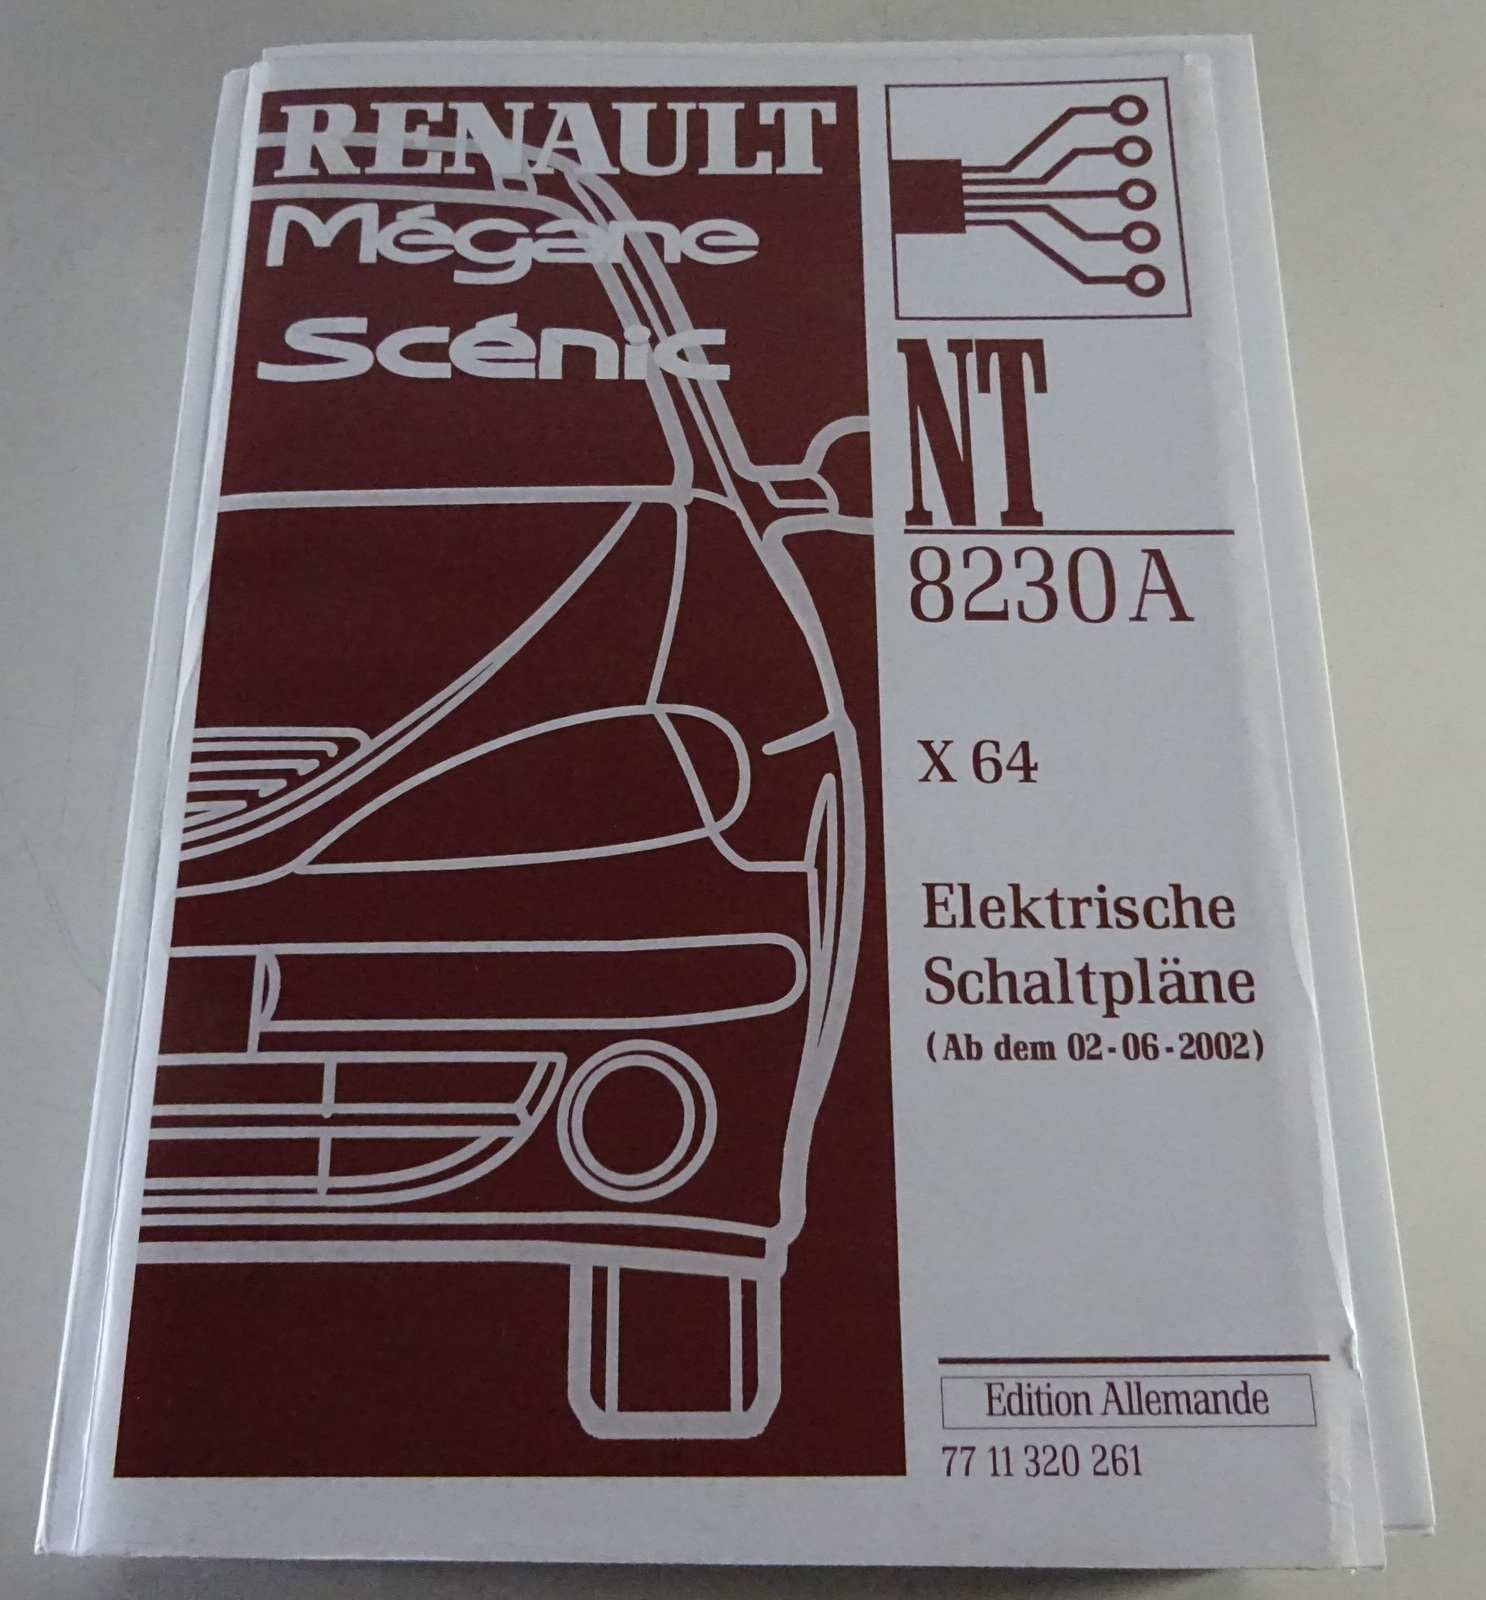 RENAULT
Mégane
Scénic
NT
8230A
X 64
Elektrische
Schaltpläne
(Ab dem 02-06-2002)
Edition Allemande
77 11 320 261